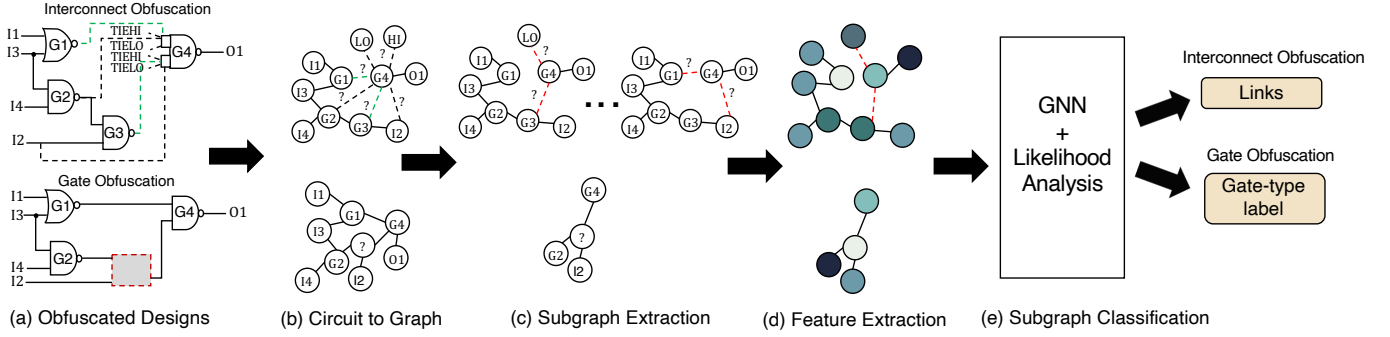 Interconnect Obfuscation
I1
I3
I4
I2
G1
G2
G3
G4
TIEHI
TIELO
TIEHI
TIELO
O1
Gate Obfuscation
I1
I3
I4
I2
G1
G2
G4
O1
(a) Obfuscated Designs
LO
HI
I1
G1
G4
O1
I3
G2
G3
I2
I4
?
?
?
?
?
I1
G1
I3
G4
G2
?
O1
I4
I2
(b) Circuit to Graph
LO
?
I1
G1
G4
O1
I3
?
G2
G3
I2
I4
...
I1
G1
?
G4
O1
I3
?
G2
G3
I2
I4
G4
?
G2
I2
(c) Subgraph Extraction
(d) Feature Extraction
GNN
+
Likelihood
Analysis
(e) Subgraph Classification
Interconnect Obfuscation
Links
Gate Obfuscation
Gate-type
label